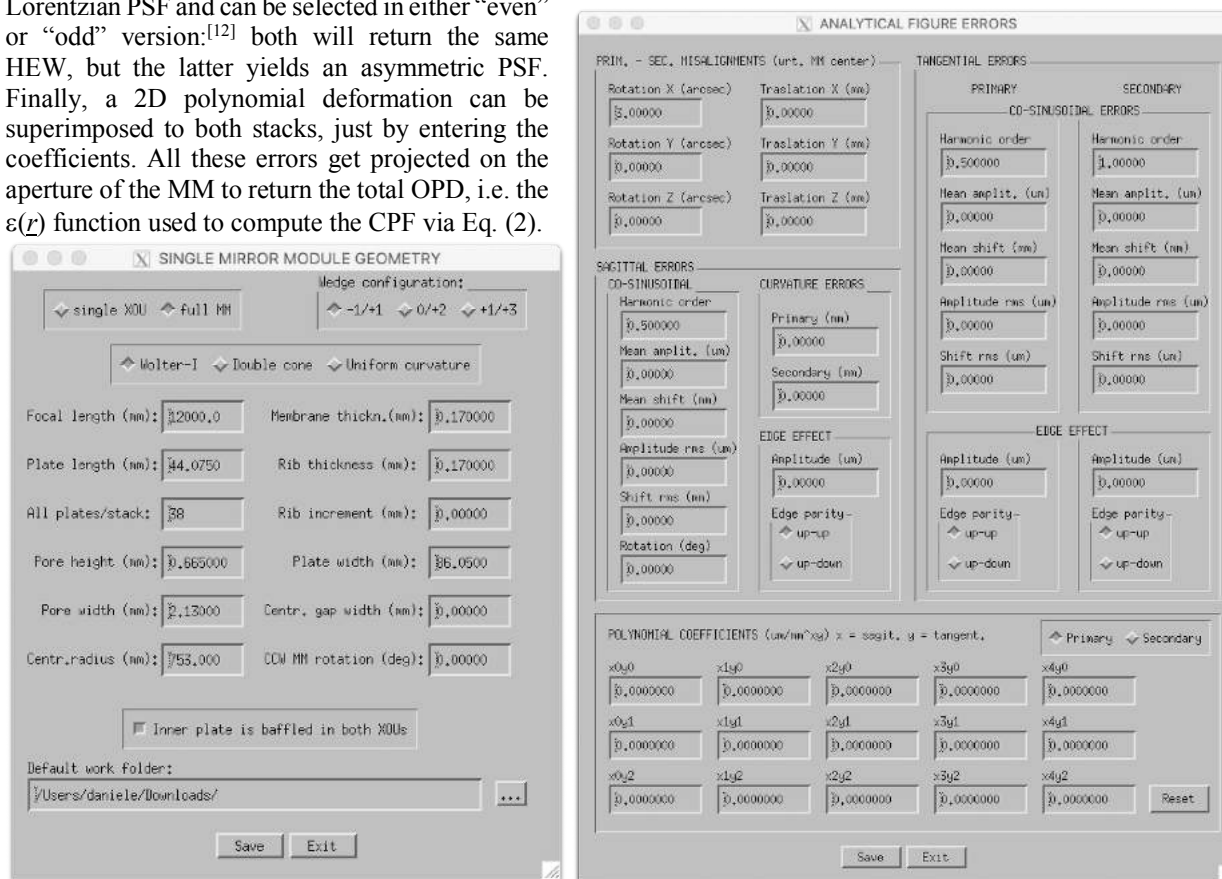 Lorentzian PSF and can be selected in either “even”
or “odd” version:[12] both will return the same
HEW, but the latter yields an asymmetric PSF.
Finally, a 2D polynomial deformation can be
superimposed to both stacks, just by entering the
coefficients. All these errors get projected on the
aperture of the MM to return the total OPD, i.e. the
ε(r) function used to compute the CPF via Eq. (2).
SINGLE MIRROR MODULE GEOMETRY
single XOU full MM
Wedge configuration:
-1/+1 0/+2 +1/+3
Wolter-I Double cone Uniform curvature
Focal length (mm): 12000.0 Membrane thickn.(mm): 0.170000
Plate length (mm): 44.0750 Rib thickness (mm): 0.170000
All plates/stack: 38 Rib increment (mm): 0.00000
Pore height (mm): 0.665000 Plate width (mm): 96.0500
Pore width (mm): 2.13000 Centr. gap width (mm): 0.00000
Centr.radius (mm): 753.000 CCW MM rotation (deg): 0.00000
Inner plate is baffled in both XOUs
Default work folder:
/Users/daniele/Downloads/ ...
Save Exit
ANALYTICAL FIGURE ERRORS
PRIM. - SEC. MISALIGNMENTS (wrt. MM center)
Rotation X (arcsec) Traslation X (mm)
.00000 0.00000
Rotation Y (arcsec) Traslation Y (mm)
0.00000 0.00000
Rotation Z (arcsec) Traslation Z (mm)
0.00000 0.00000
SAGITTAL ERRORS
CO-SINUSOIDAL
Harmonic order
0.500000
Mean amplit. (um)
0.00000
Mean shift (mm)
0.00000
Amplitude rms (um)
0.00000
Shift rms (mm)
0.00000
Rotation (deg)
0.00000
CURVATURE ERRORS
Primary (mm)
0.00000
Secondary (mm)
0.00000
EDGE EFFECT
Amplitude (um)
0.00000
Edge parity-
up-up
up-down
TANGENTIAL ERRORS
PRIMARY SECONDARY
CO-SINUSOIDAL ERRORS
Harmonic order Harmonic order
0.500000 1.00000
Mean amplit. (um) Mean amplit. (um)
0.00000 0.00000
Mean shift (mm) Mean shift (mm)
0.00000 0.00000
Amplitude rms (um) Amplitude rms (um)
0.00000 0.00000
Shift rms (um) Shift rms (um)
0.00000 0.00000
EDGE EFFECT
Amplitude (um) Amplitude (um)
0.00000 0.00000
Edge parity- Edge parity-
up-up up-up
up-down up-down
POLYNOMIAL COEFFICIENTS (um/mm^xy) x = sagit. y = tangent.
Primary Secondary
x0y0 x1y0 x2y0 x3y0 x4y0
0.0000000 0.0000000 0.0000000 0.0000000 0.0000000
x0y1 x1y1 x2y1 x3y1 x4y1
0.0000000 0.0000000 0.0000000 0.0000000 0.0000000
x0y2 x1y2 x2y2 x3y2 x4y2
0.0000000 0.0000000 0.0000000 0.0000000 0.0000000
Reset
Save Exit